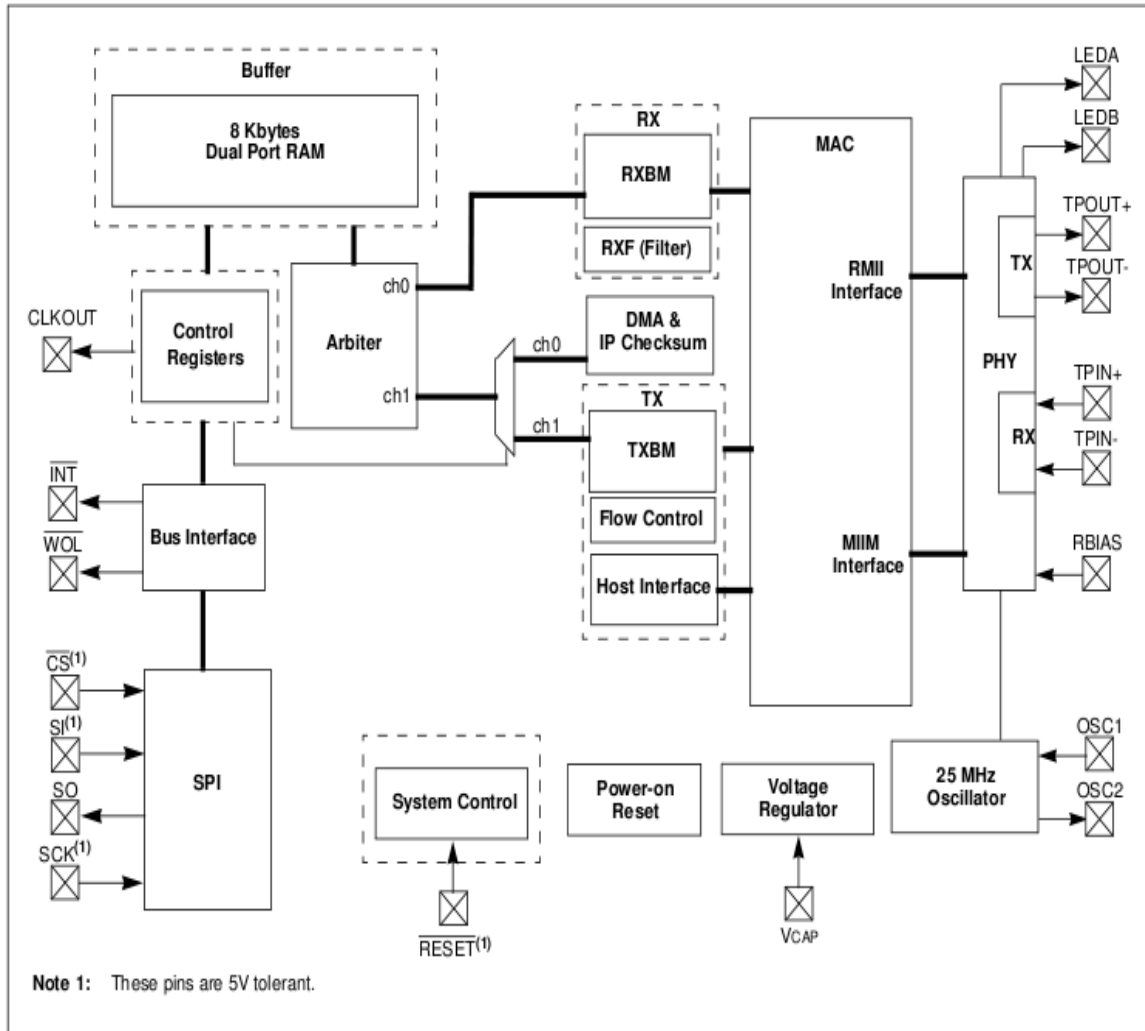 Buffer
8 Kbytes
Dual Port RAM
CLKOUT
Control
Registers
ch0
Arbiter
ch1
RX
RXBM
RXF (Filter)
ch0
DMA &
IP Checksum
ch1
TX
TXBM
Flow Control
Host Interface
MAC
RMII
Interface
MIIM
Interface
LEDA
LEDB
TPOUT+
TX
TPOUT-
PHY
TPIN+
RX
TPIN-
RBIAS
INT
WOL
Bus Interface
CS(1)
SI(1)
SO
SCK(1)
SPI
System Control
RESET(1)
Power-on
Reset
Voltage
Regulator
VCAP
25 MHz
Oscillator
OSC1
OSC2
Note 1: These pins are 5V tolerant.